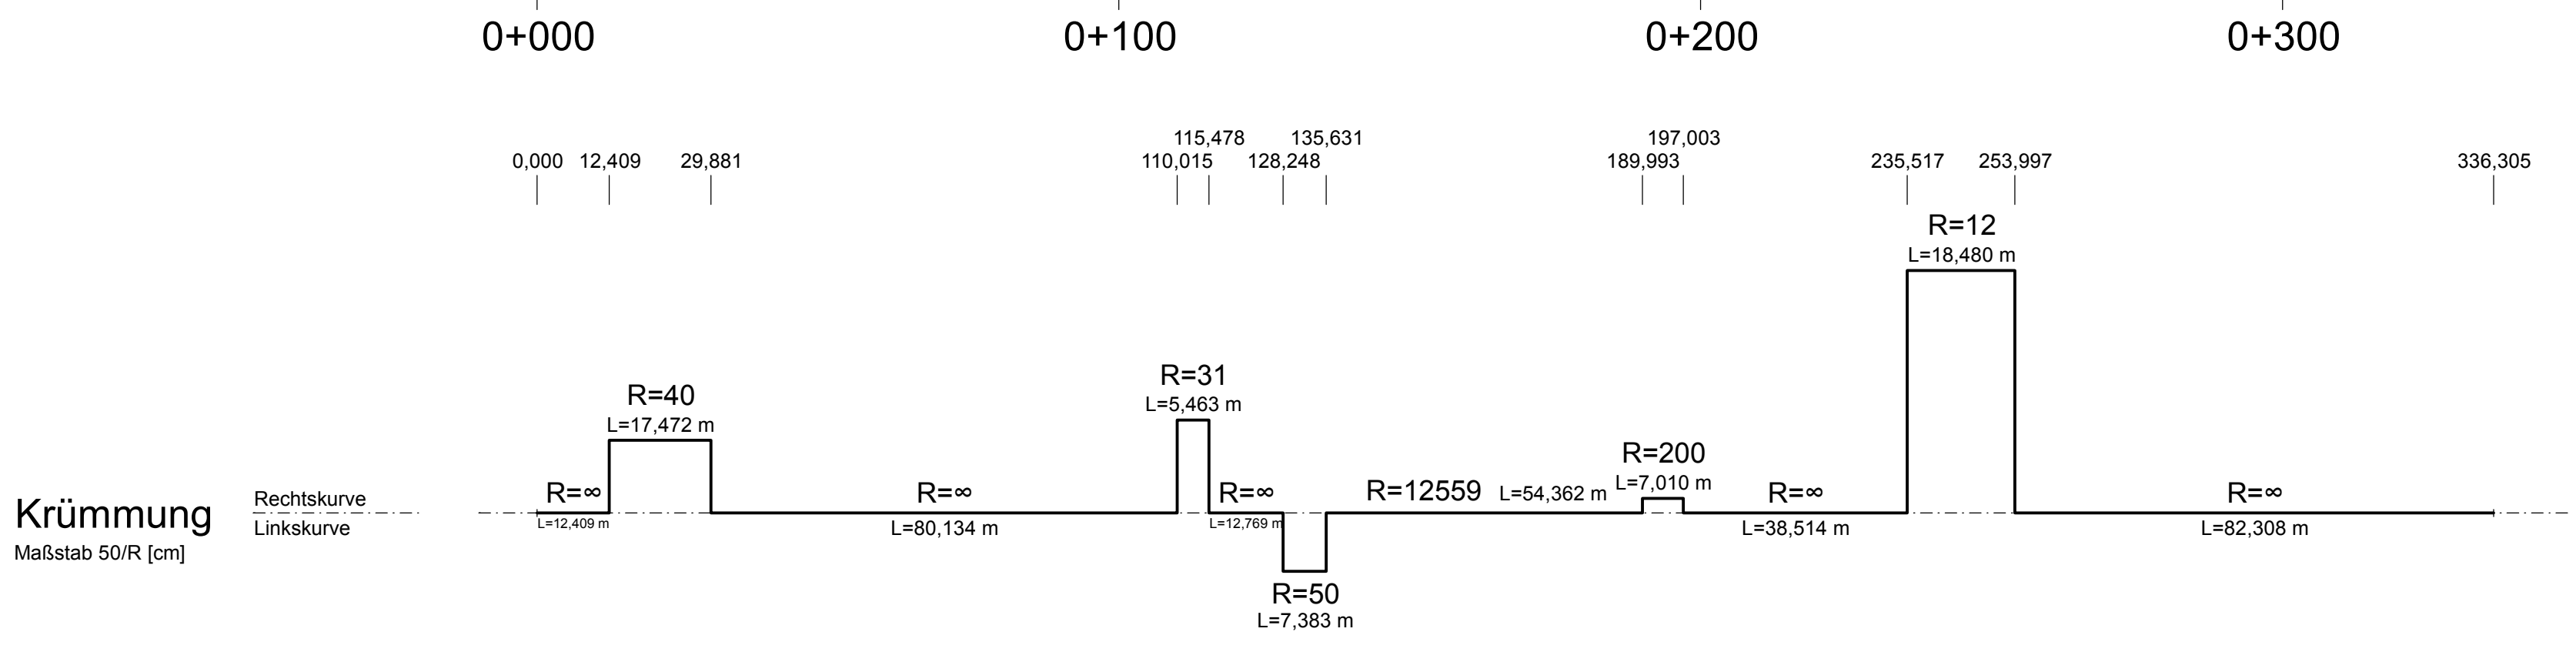 0+000 0+100 0+200 0+300
115,478 135,631 197,003
0,000 12,409 29,881 110,015 128,248 189,993 235,517 253,997 336,305
R=12
L=18,480 m
R=31
R=40
L=5,463 m
L=17,472 m
R=200
L=7,010 m
R=∞ R=∞ R=∞ R=12559 L=54,362 m R=∞ R=∞
Krümmung
Rechtskurve
Linkskurve
L=12,409 m L=80,134 m L=12,769 m L=38,514 m L=82,308 m
Maßstab 50/R [cm]
R=50
L=7,383 m